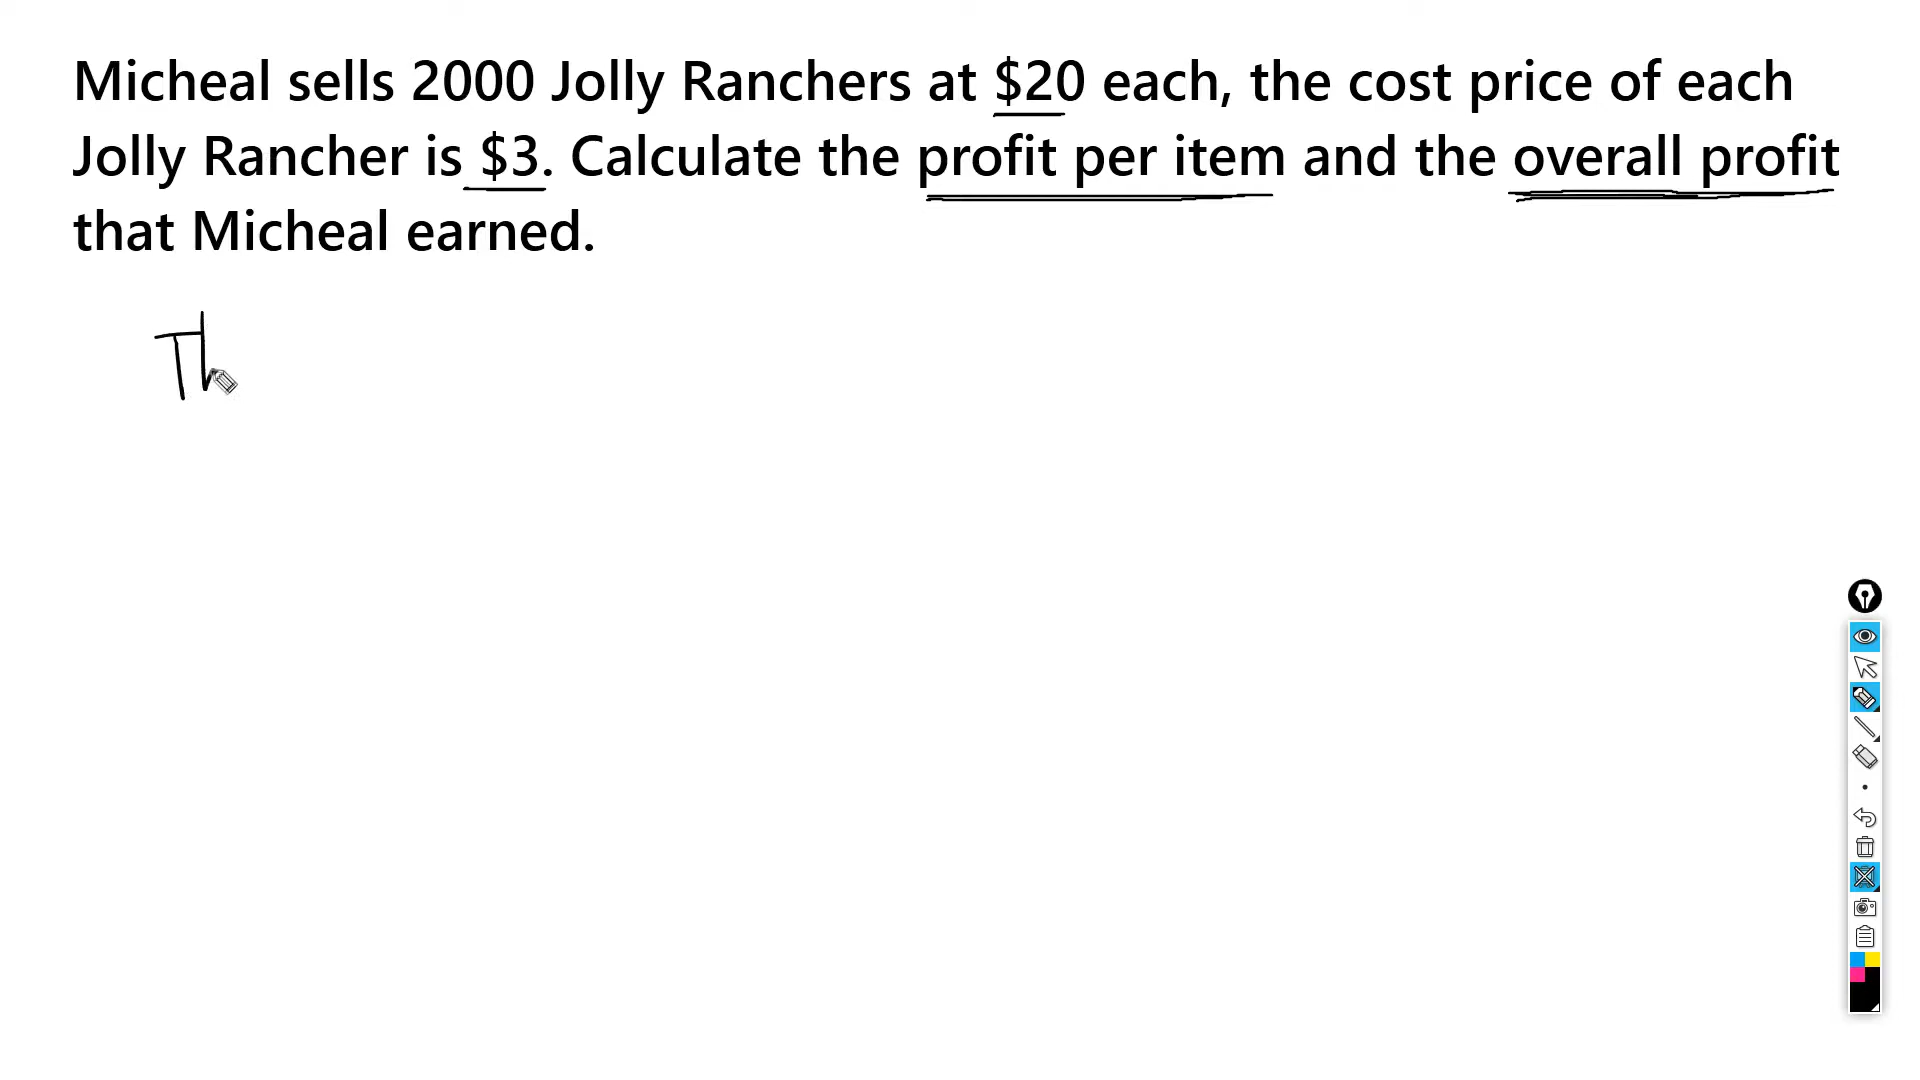 Micheal sells 2000 Jolly Ranchers at $20 each, the cost price of each
Jolly Rancher is $3. Calculate the profit per item and the overall profit
that Micheal earned.
Th